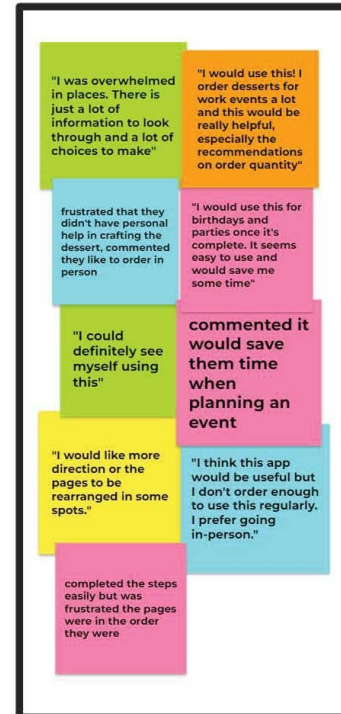 "I was overwhelmed
in places. There is
just a lot of
information to look
through and a lot of
choices to make"
"I would use this! I
order desserts for
work events a lot
and this would be
really helpful,
especially the
recommendations
on order quantity"
frustrated that they
didn't have personal
help in crafting the
dessert, commented
they like to order in
person
"I would use this for
birthdays and
parties once it's
complete. It seems
easy to use and
would save me
some time"
"I could
definitely see
myself using
this"
commented it
would save
them time
when
planning an
event
"I would like more
direction or the
pages to be
rearranged in some
spots."
"I think this app
would be useful but
I don't order enough
to use this regularly.
I prefer going
in-person."
completed the steps
easily but was
frustrated the pages
were in the order
they were